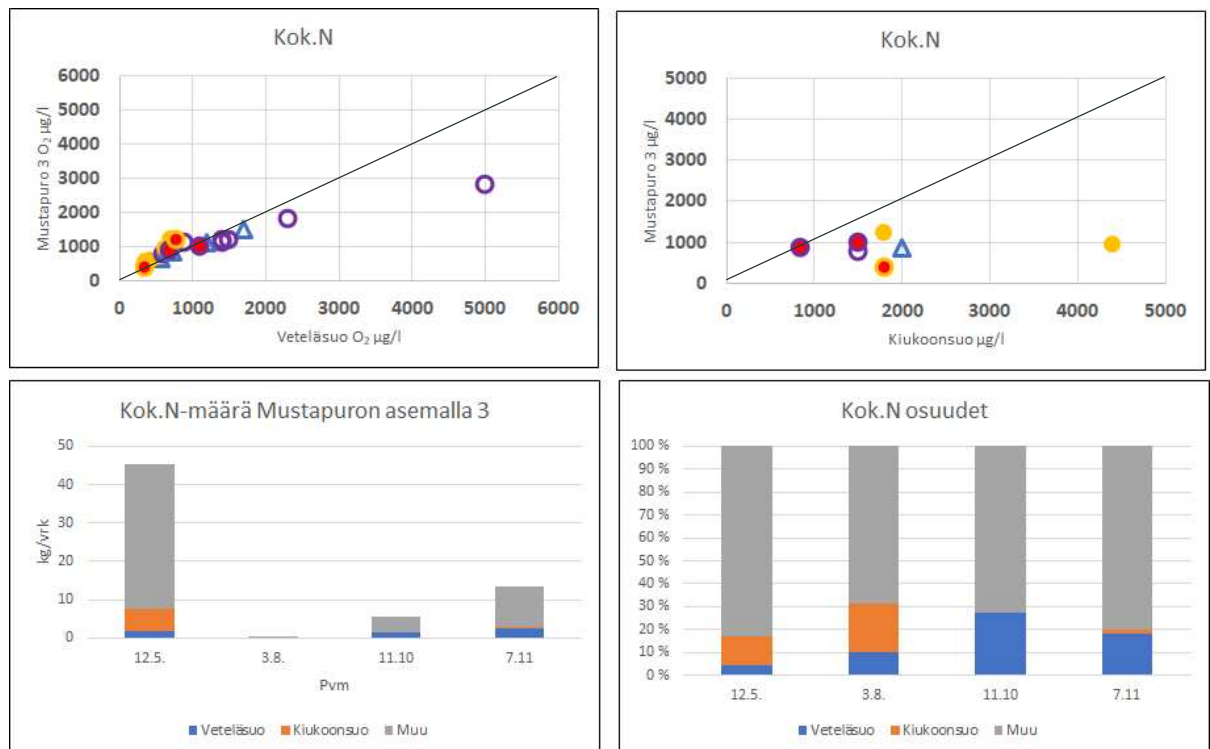 Kok.N
6000
5000
4000
3000
2000
1000
0
Mustapuro 3 O₂ µg/l
0 1000 2000 3000 4000 5000 6000
Veteläsuo O₂ µg/l
Kok.N
5000
4000
3000
2000
1000
0
Mustapuro 3 µg/l
0 1000 2000 3000 4000 5000
Kiukoonsuo µg/l
Kok.N-määrä Mustapuron asemalla 3
50
40
30
20
10
0
kg/vrk
12.5. 3.8. 11.10 7.11
Pvm
Veteläsuo Kiukoonsuo Muu
Kok.N osuudet
100 %
90 %
80 %
70 %
60 %
50 %
40 %
30 %
20 %
10 %
0 %
12.5. 3.8. 11.10 7.11
Veteläsuo Kiukoonsuo Muu